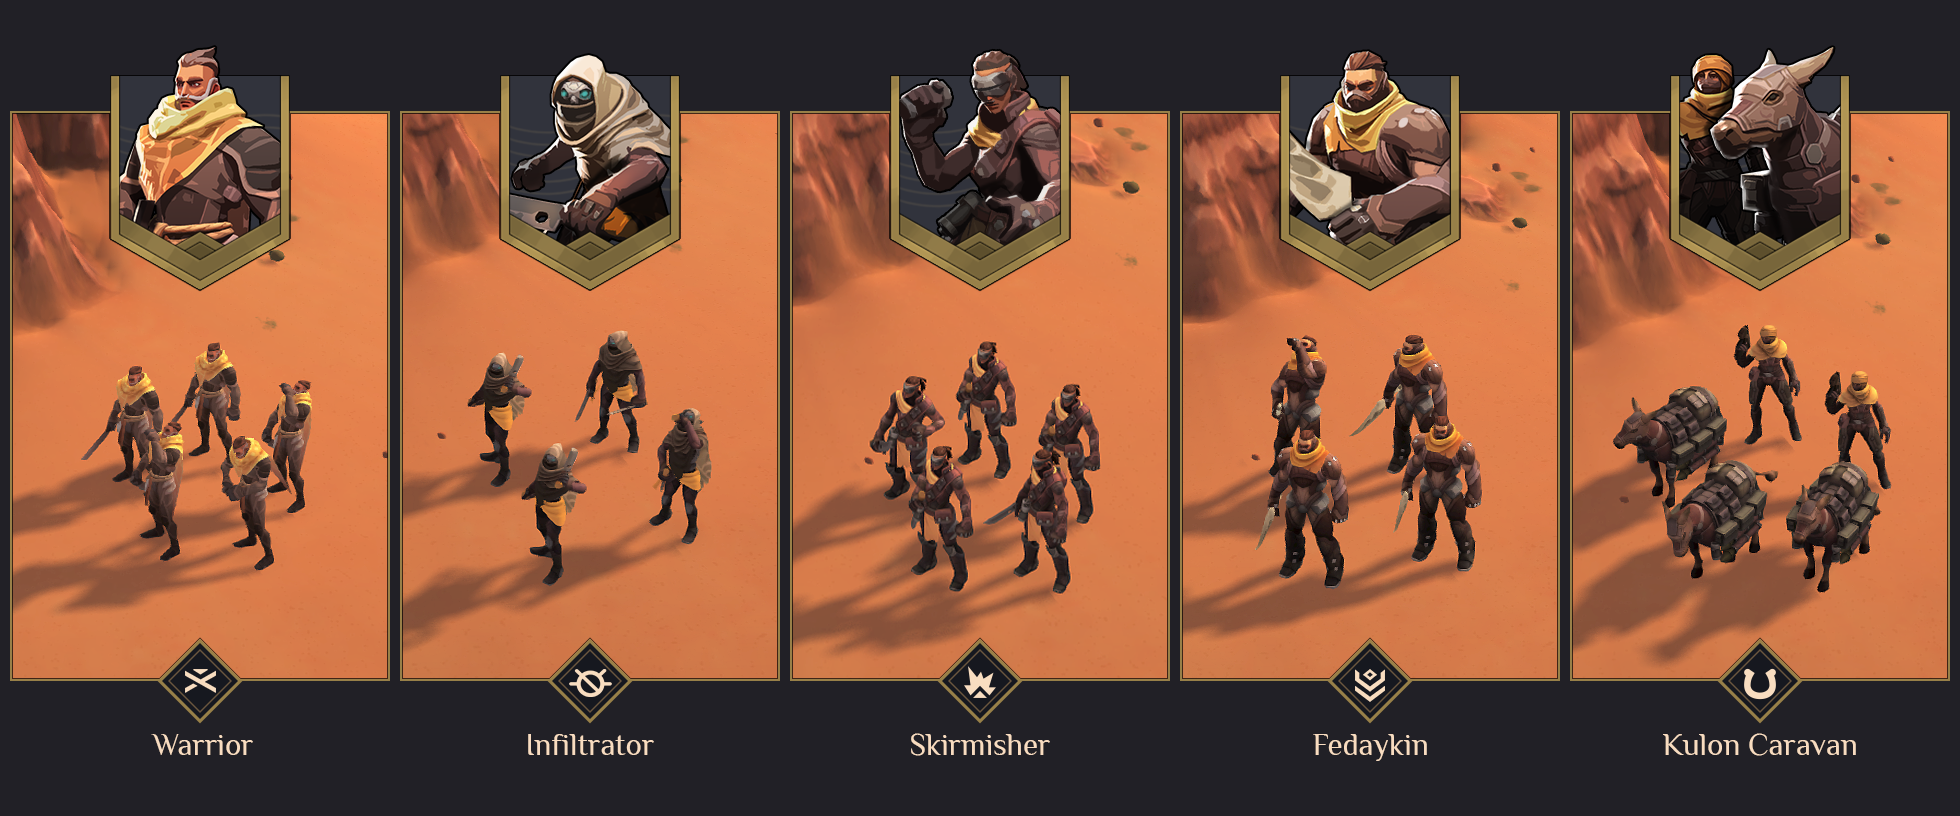 Warrior
Infiltrator
Skirmisher
Fedaykin
Kulon Caravan